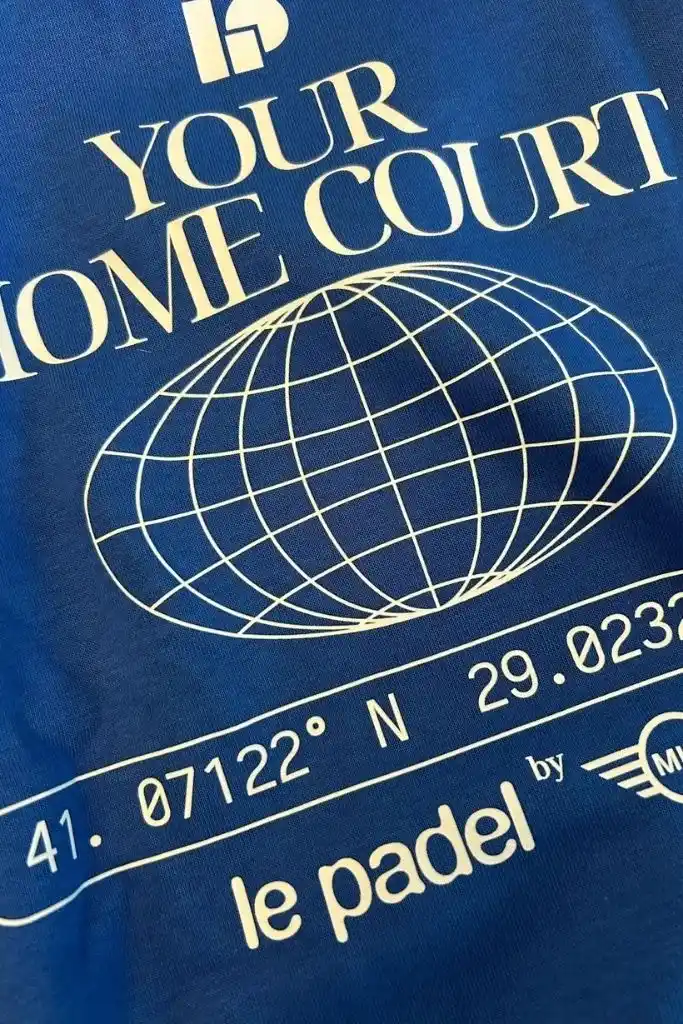 YOUR
HOME COURT
41. 07122° N 29.0232
le padel by